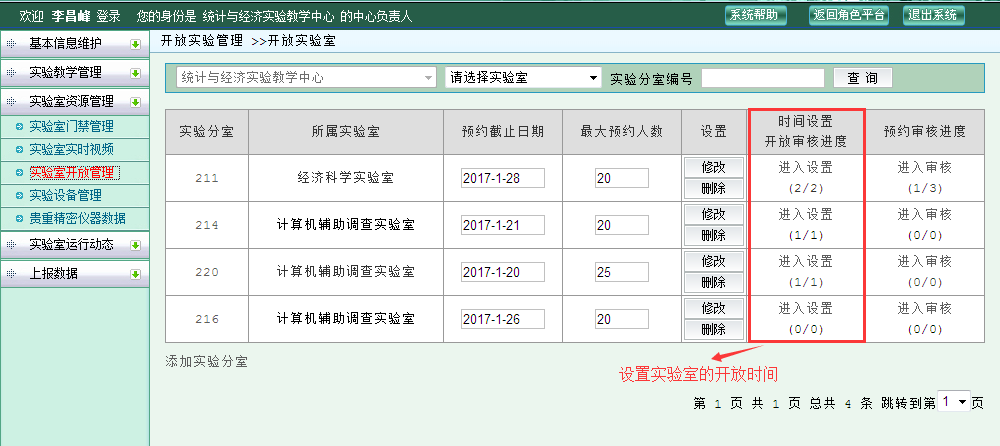 欢迎 李昌峰 登录 您的身份是 统计与经济实验教学中心 的中心负责人
系统帮助 返回角色平台 退出系统
基本信息维护
实验教学管理
实验室资源管理
实验室门禁管理
实验室实时视频
实验室开放管理
实验设备管理
贵重精密仪器数据
实验室运行动态
上报数据
开放实验管理 >>开放实验室
统计与经济实验教学中心 请选择实验室 实验分室编号 查 询
实验分室 所属实验室 预约截止日期 最大预约人数 设置 时间设置 开放审核进度 预约审核进度
211 经济科学实验室 2017-1-28 20 修改 删除 进入设置 (2/2) 进入审核 (1/3)
214 计算机辅助调查实验室 2017-1-21 20 修改 删除 进入设置 (1/1) 进入审核 (0/0)
220 计算机辅助调查实验室 2017-1-20 25 修改 删除 进入设置 (1/1) 进入审核 (0/0)
216 计算机辅助调查实验室 2017-1-26 20 修改 删除 进入设置 (0/0) 进入审核 (0/0)
添加实验分室
设置实验室的开放时间
第 1 页 共 1 页 总共 4 条 跳转到第 1 页